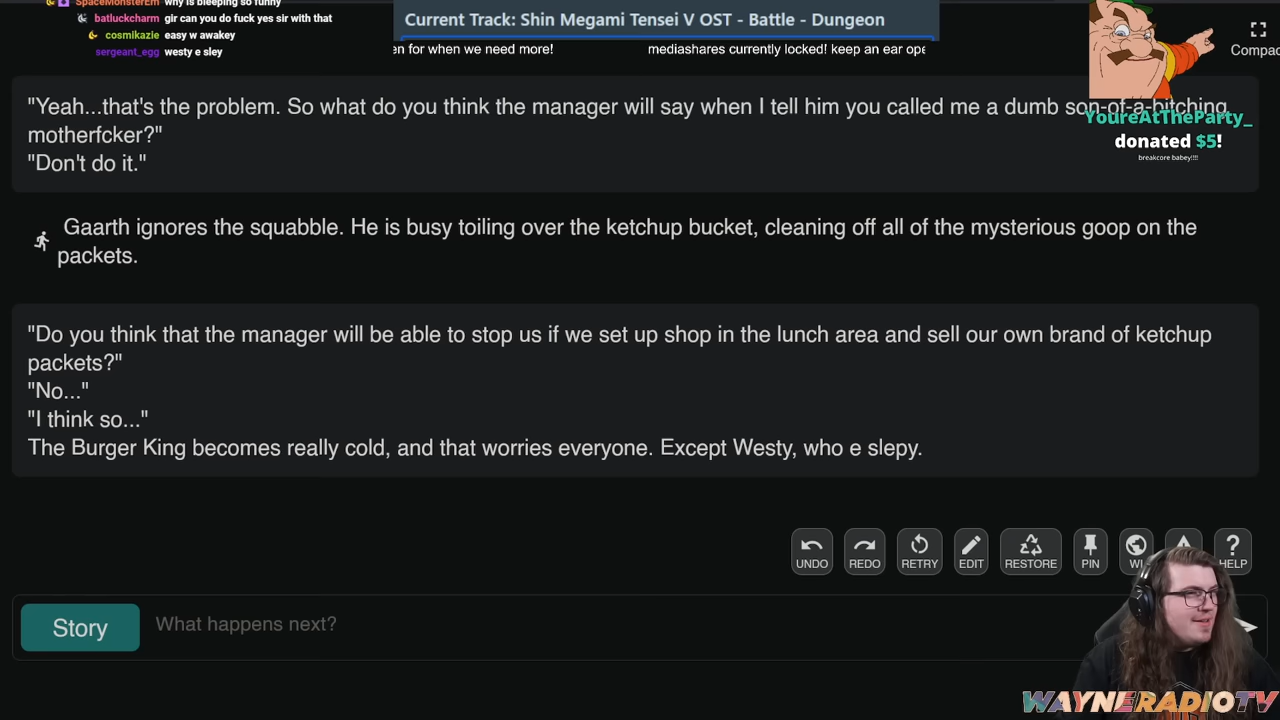 SpaceMonsterEm why is bleeping so funny
batluckcharm gir can you do fuck yes sir with that
cosmikazie easy w awakey
sergeant_egg westy e sley
Current Track: Shin Megami Tensei V OST - Battle - Dungeon
en for when we need more! mediashares currently locked! keep an ear ope
Compac
"Yeah...that's the problem. So what do you think the manager will say when I tell him you called me a dumb son-of-a-bitching
motherfcker?"
"Don't do it."
YoureAtTheParty_
donated $5!
breakcore babey!!!!
Gaarth ignores the squabble. He is busy toiling over the ketchup bucket, cleaning off all of the mysterious goop on the
packets.
"Do you think that the manager will be able to stop us if we set up shop in the lunch area and sell our own brand of ketchup
packets?"
"No..."
"I think so..."
The Burger King becomes really cold, and that worries everyone. Except Westy, who e slepy.
UNDO REDO RETRY EDIT RESTORE PIN WI HELP
Story What happens next?
WAYNERADIOTV